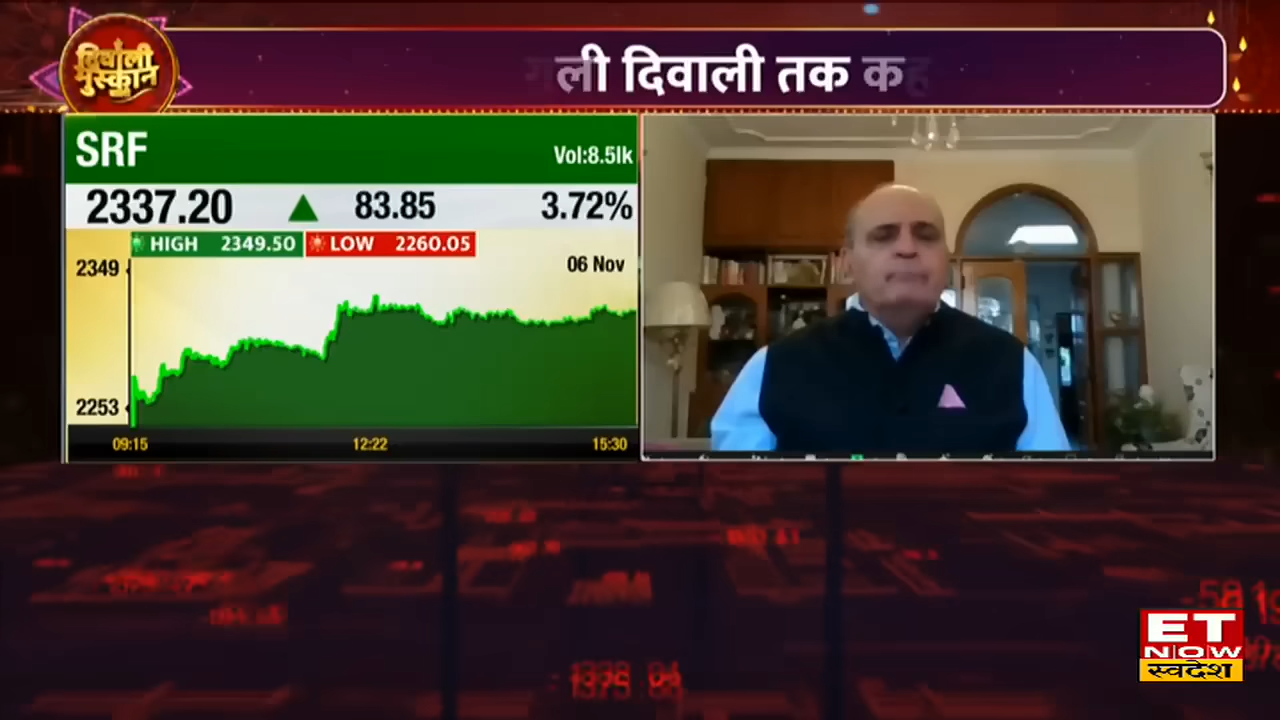 दिवाली
मुस्कान
ली दिवाली तक क
SRF
Vol:8.5lk
2337.20 ▲ 83.85 3.72%
HIGH 2349.50 LOW 2260.05
06 Nov
2349
2253
09:15 12:22 15:30
ET
NOW
स्वदेश